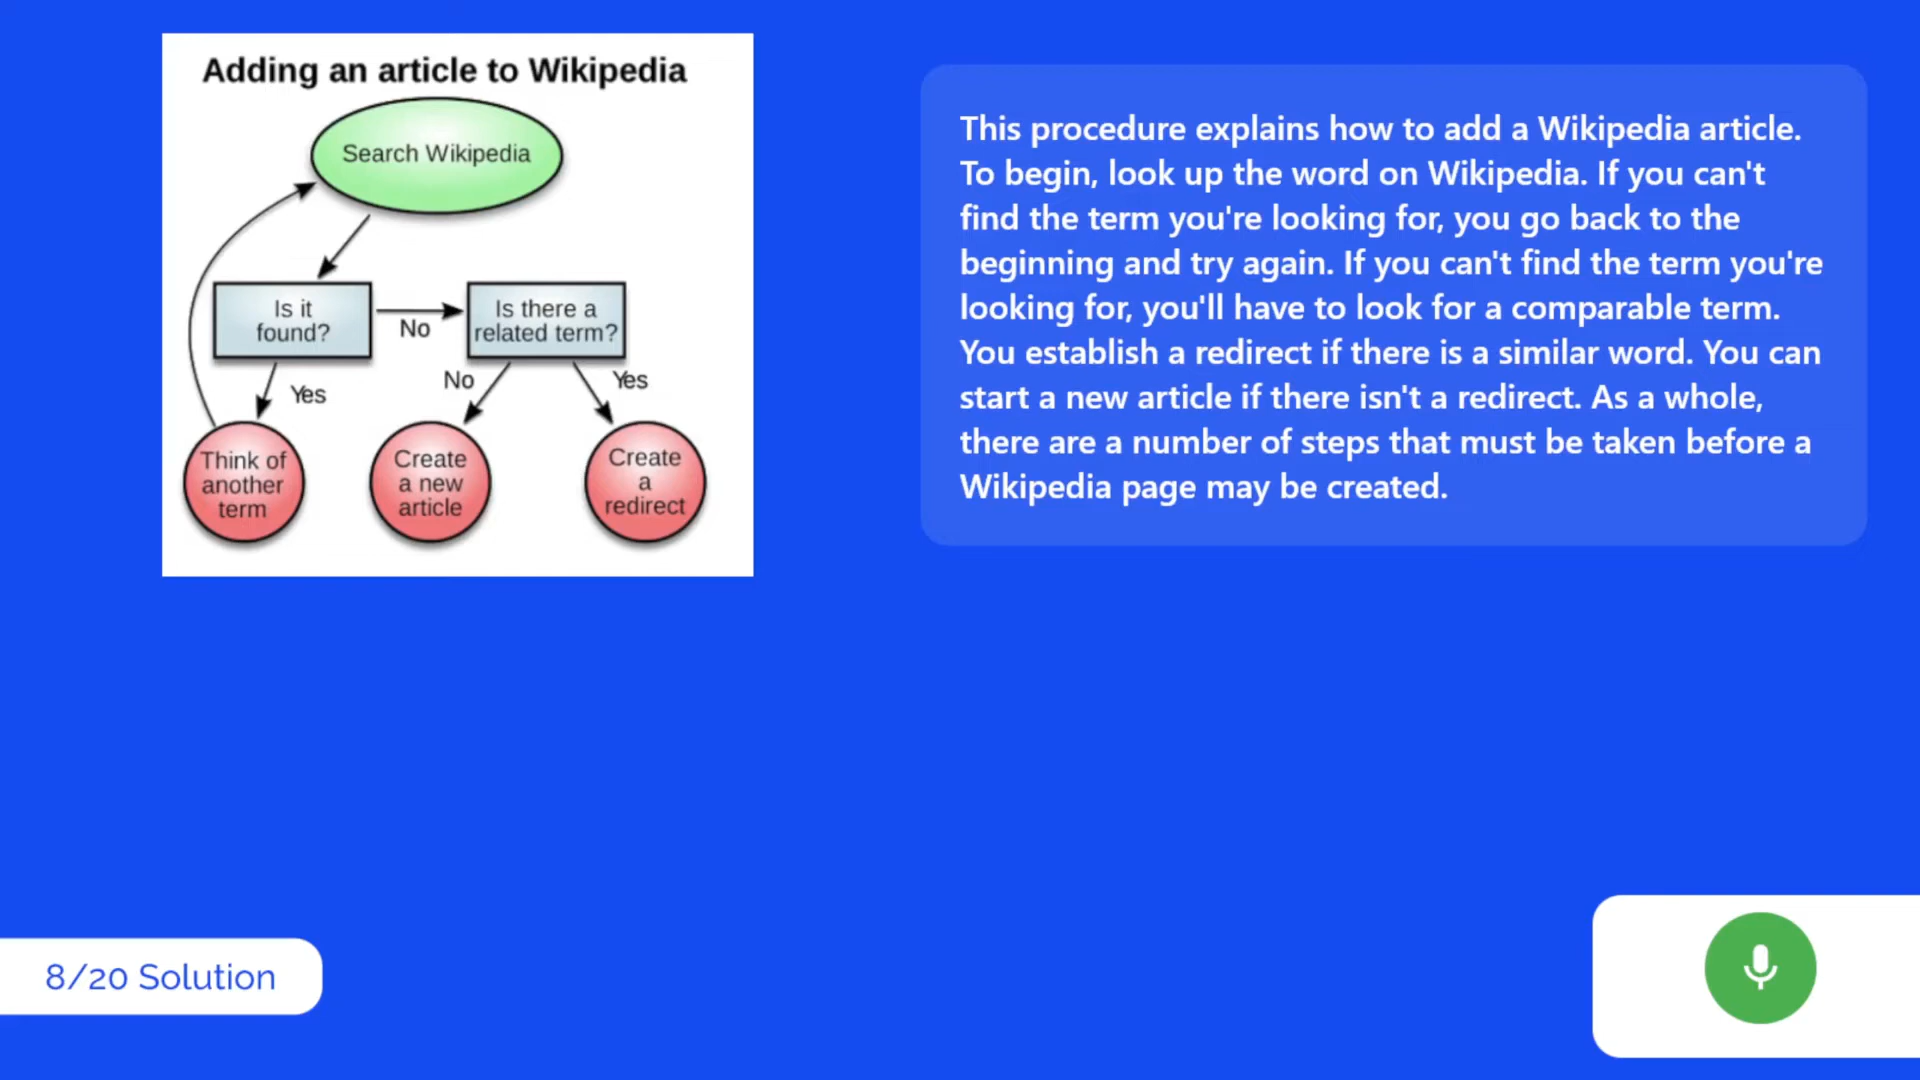 Adding an article to Wikipedia
Search Wikipedia
Is it
found?
No
Is there a
related term?
Yes
No
Yes
Think of
another
term
Create
a new
article
Create
a
redirect
This procedure explains how to add a Wikipedia article.
To begin, look up the word on Wikipedia. If you can't
find the term you're looking for, you go back to the
beginning and try again. If you can't find the term you're
looking for, you'll have to look for a comparable term.
You establish a redirect if there is a similar word. You can
start a new article if there isn't a redirect. As a whole,
there are a number of steps that must be taken before a
Wikipedia page may be created.
8/20 Solution